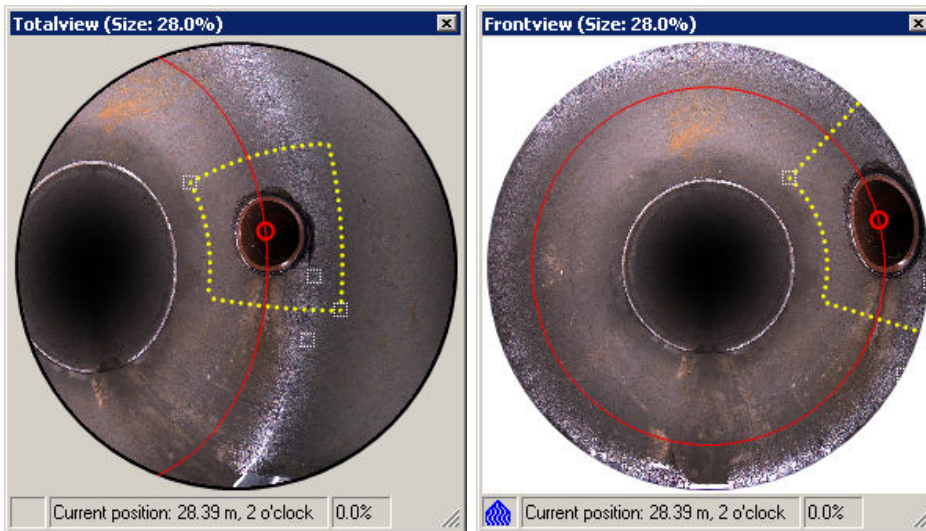 Totalview (Size: 28.0%)
Frontview (Size: 28.0%)
Current position: 28.39 m, 2 o'clock
0.0%
Current position: 28.39 m, 2 o'clock
0.0%